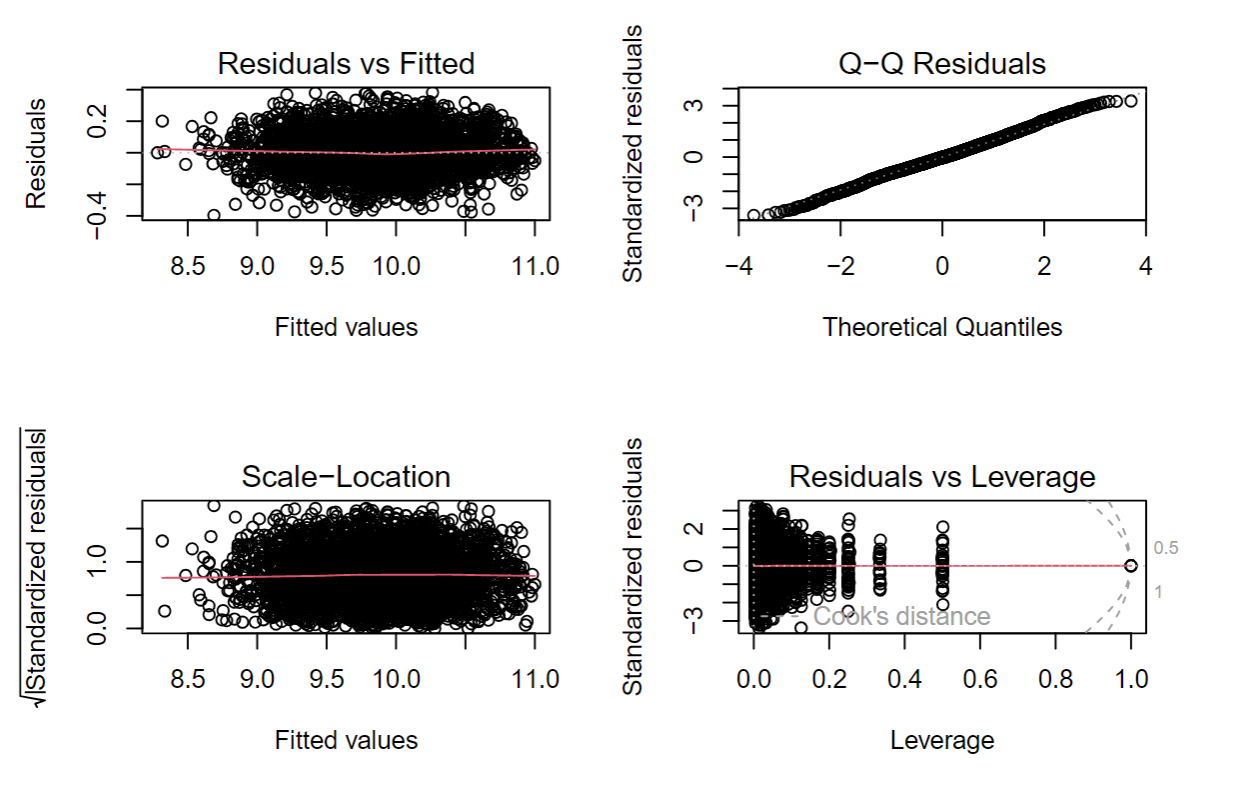 Residuals vs Fitted
Residuals
0.2
−0.4
8.5 9.0 9.5 10.0 11.0
Fitted values
Q−Q Residuals
Standardized residuals
3
0
−3
−4 −2 0 2 4
Theoretical Quantiles
Scale−Location
√|Standardized residuals|
1.0
0.0
8.5 9.0 9.5 10.0 11.0
Fitted values
Residuals vs Leverage
Standardized residuals
2
0
−3
0.5
1
Cook's distance
0.0 0.2 0.4 0.6 0.8 1.0
Leverage